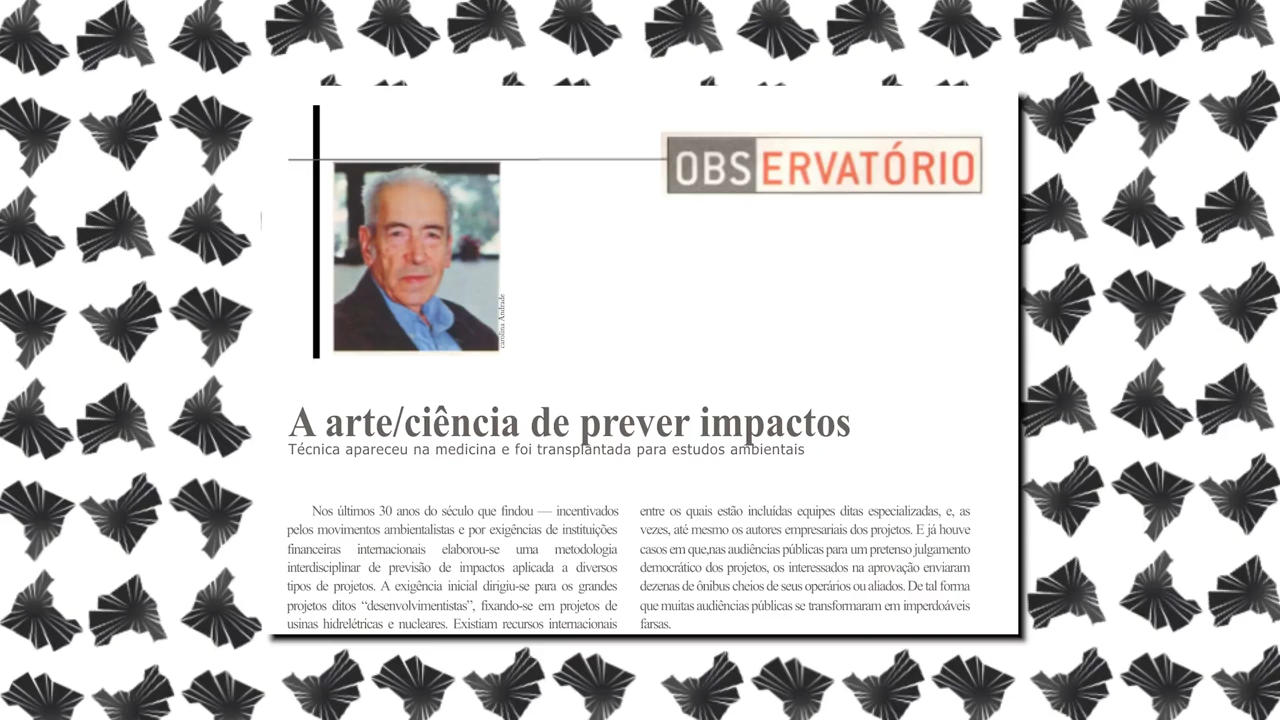 OBSERVATÓRIO
carolina Andrade
A arte/ciência de prever impactos
Técnica apareceu na medicina e foi transplantada para estudos ambientais
Nos últimos 30 anos do século que findou — incentivados
pelos movimentos ambientalistas e por exigências de instituições
financeiras internacionais elaborou-se uma metodologia
interdisciplinar de previsão de impactos aplicada a diversos
tipos de projetos. A exigência inicial dirigiu-se para os grandes
projetos ditos “desenvolvimentistas”, fixando-se em projetos de
usinas hidrelétricas e nucleares. Existiam recursos internacionais
entre os quais estão incluídas equipes ditas especializadas, e, as
vezes, até mesmo os autores empresariais dos projetos. E já houve
casos em que,nas audiências públicas para um pretenso julgamento
democrático dos projetos, os interessados na aprovação enviaram
dezenas de ônibus cheios de seus operários ou aliados. De tal forma
que muitas audiências públicas se transformaram em imperdoáveis
farsas.